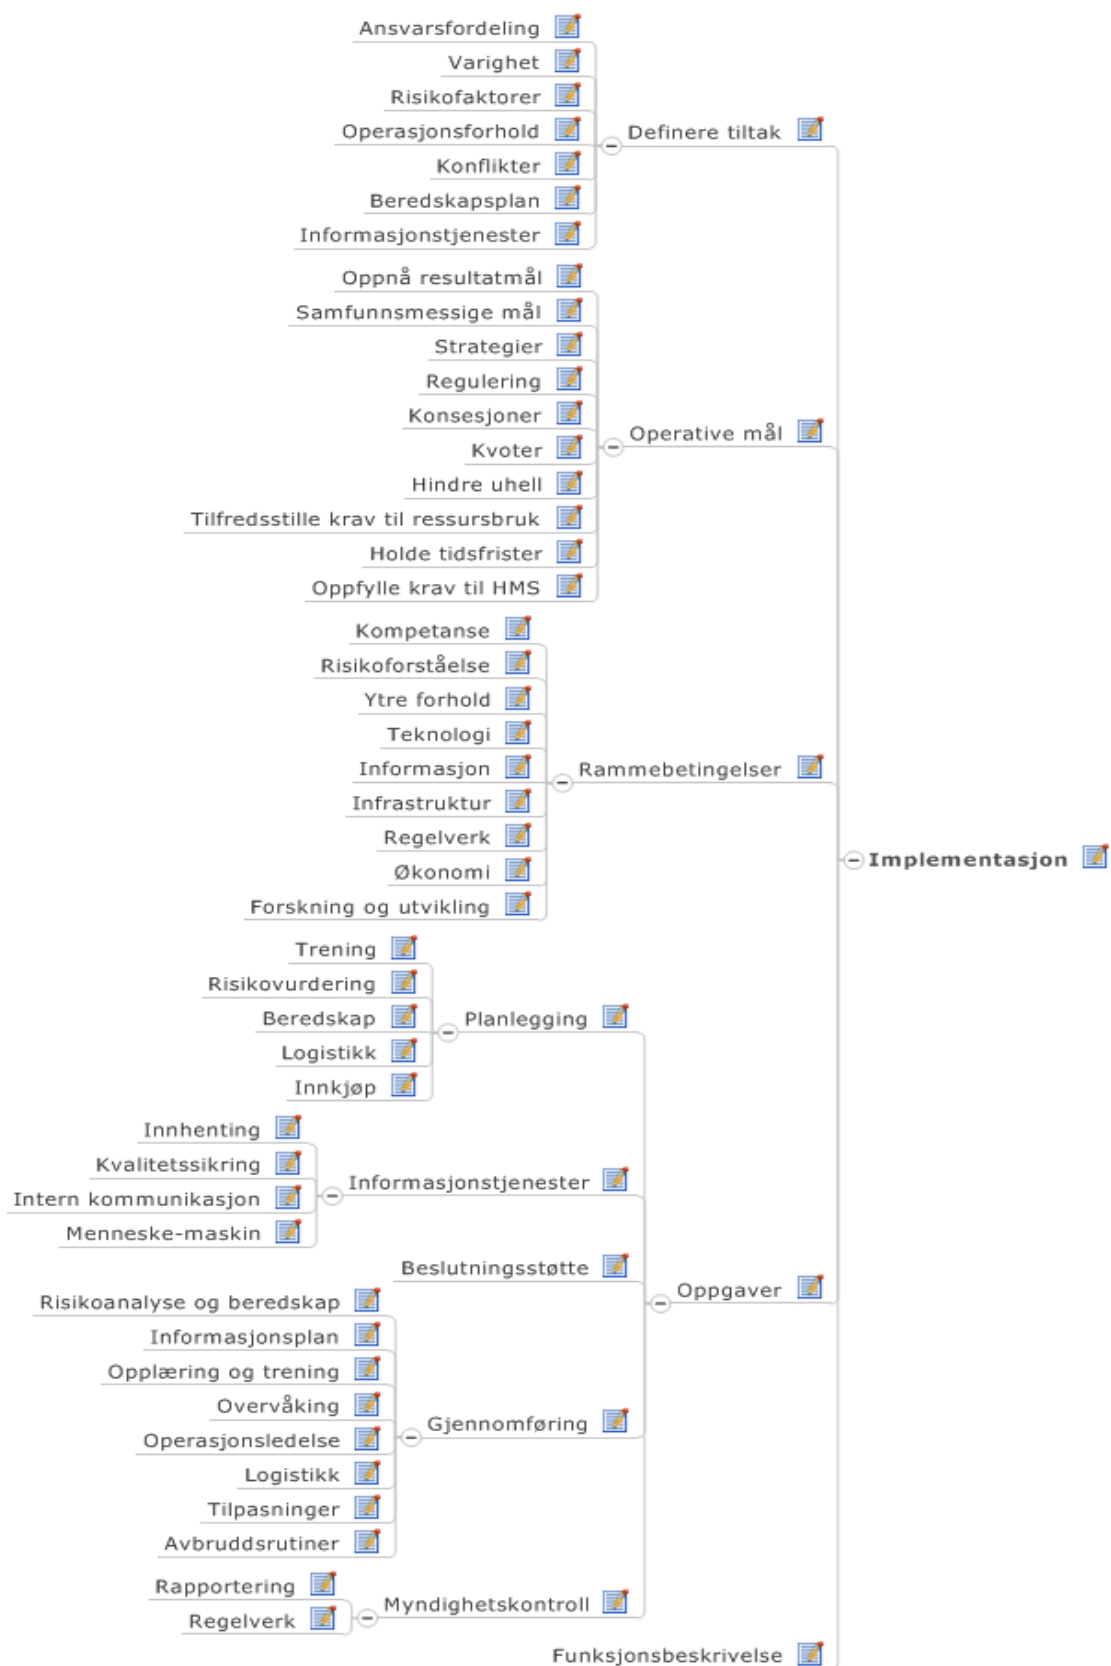 Ansvarsfordeling
Varighet
Risikofaktorer
Operasjonsforhold
Konflikter
Beredskapsplan
Informasjonstjenester
Definere tiltak
Oppnå resultatmål
Samfunnsmessige mål
Strategier
Regulering
Konsesjoner
Kvoter
Hindre uhell
Tilfredsstille krav til ressursbruk
Holde tidsfrister
Oppfylle krav til HMS
Operative mål
Kompetanse
Risikoforståelse
Ytre forhold
Teknologi
Informasjon
Infrastruktur
Regelverk
Økonomi
Forskning og utvikling
Rammebetingelser
Implementasjon
Trening
Risikovurdering
Beredskap
Logistikk
Innkjøp
Planlegging
Innhenting
Kvalitetssikring
Intern kommunikasjon
Menneske-maskin
Informasjonstjenester
Beslutningsstøtte
Oppgaver
Risikoanalyse og beredskap
Informasjonsplan
Opplæring og trening
Overvåking
Operasjonsledelse
Logistikk
Tilpasninger
Avbruddsrutiner
Gjennomføring
Rapportering
Regelverk
Myndighetskontroll
Funksjonsbeskrivelse